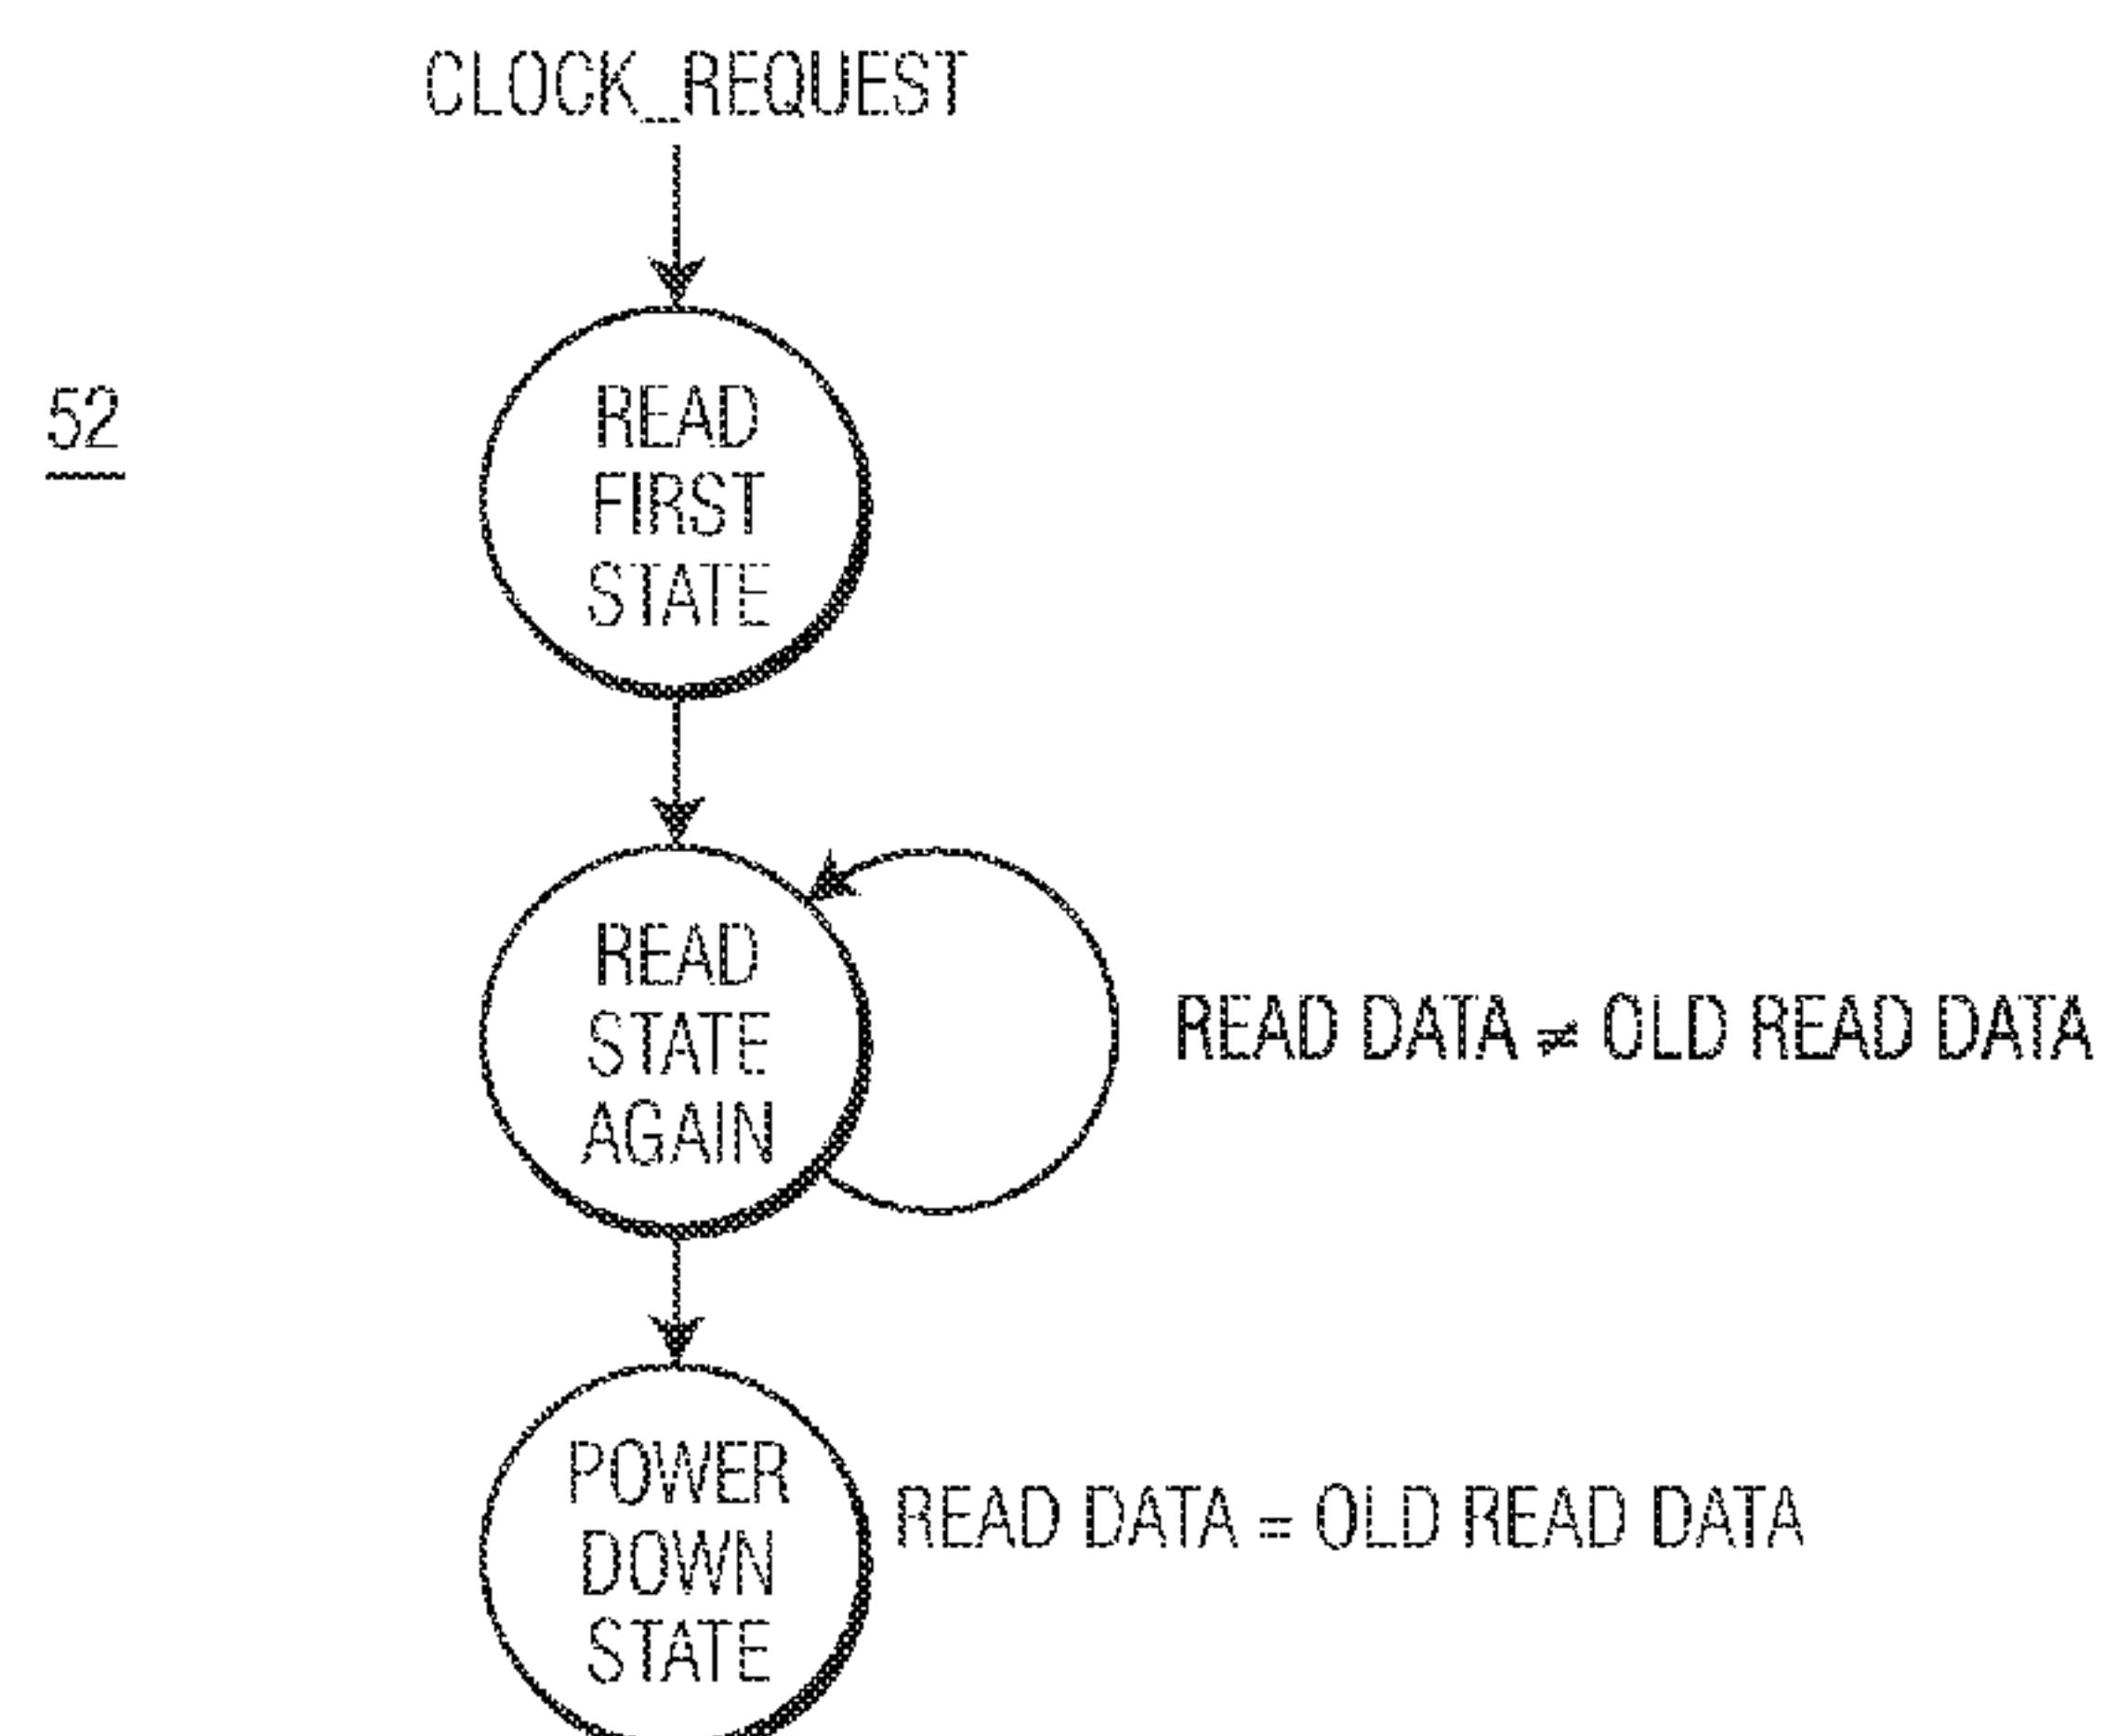 CLOCK_REQUEST
52
READ
FIRST
STATE
READ
STATE
AGAIN
READ DATA ≠ OLD READ DATA
POWER
DOWN
STATE
READ DATA = OLD READ DATA